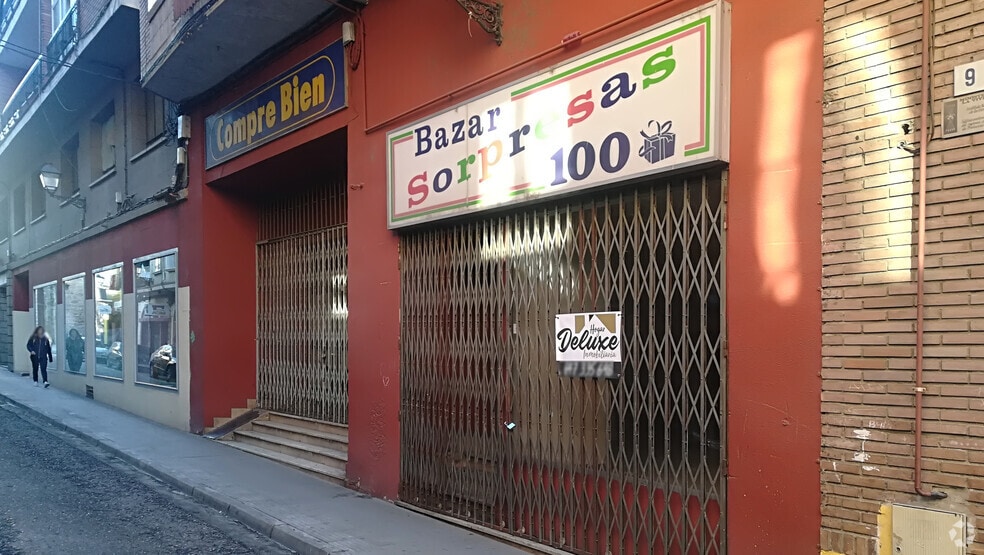 Compre Bien
Bazar
Sorpresas
100
Hogar
Deluxe
Inmobiliaria
9